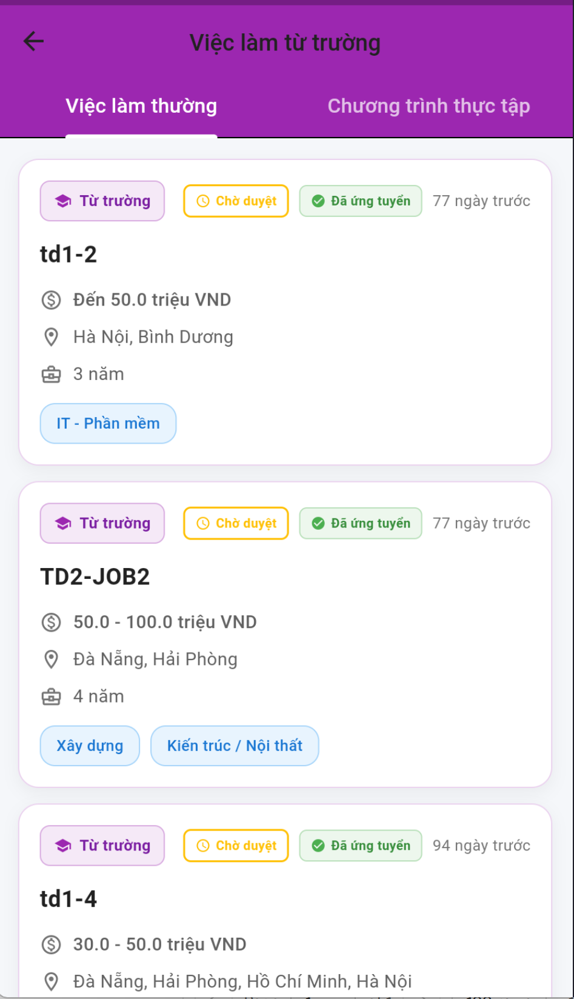 Việc làm từ trường
Việc làm thường Chương trình thực tập
Từ trường Chờ duyệt Đã ứng tuyển 77 ngày trước
td1-2
Đến 50.0 triệu VND
Hà Nội, Bình Dương
3 năm
IT - Phần mềm
Từ trường Chờ duyệt Đã ứng tuyển 77 ngày trước
TD2-JOB2
50.0 - 100.0 triệu VND
Đà Nẵng, Hải Phòng
4 năm
Xây dựng Kiến trúc / Nội thất
Từ trường Chờ duyệt Đã ứng tuyển 94 ngày trước
td1-4
30.0 - 50.0 triệu VND
Đà Nẵng, Hải Phòng, Hồ Chí Minh, Hà Nội